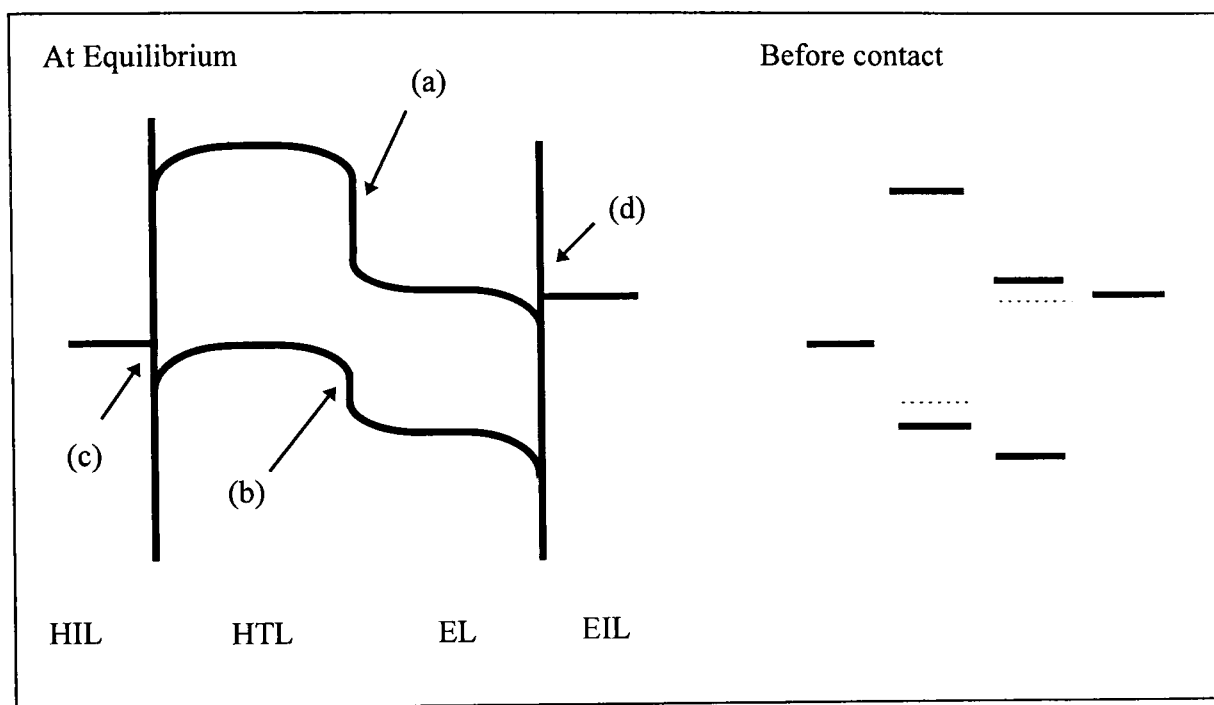 At Equilibrium
Before contact
(a)
(d)
(c)
(b)
HIL HTL EL EIL